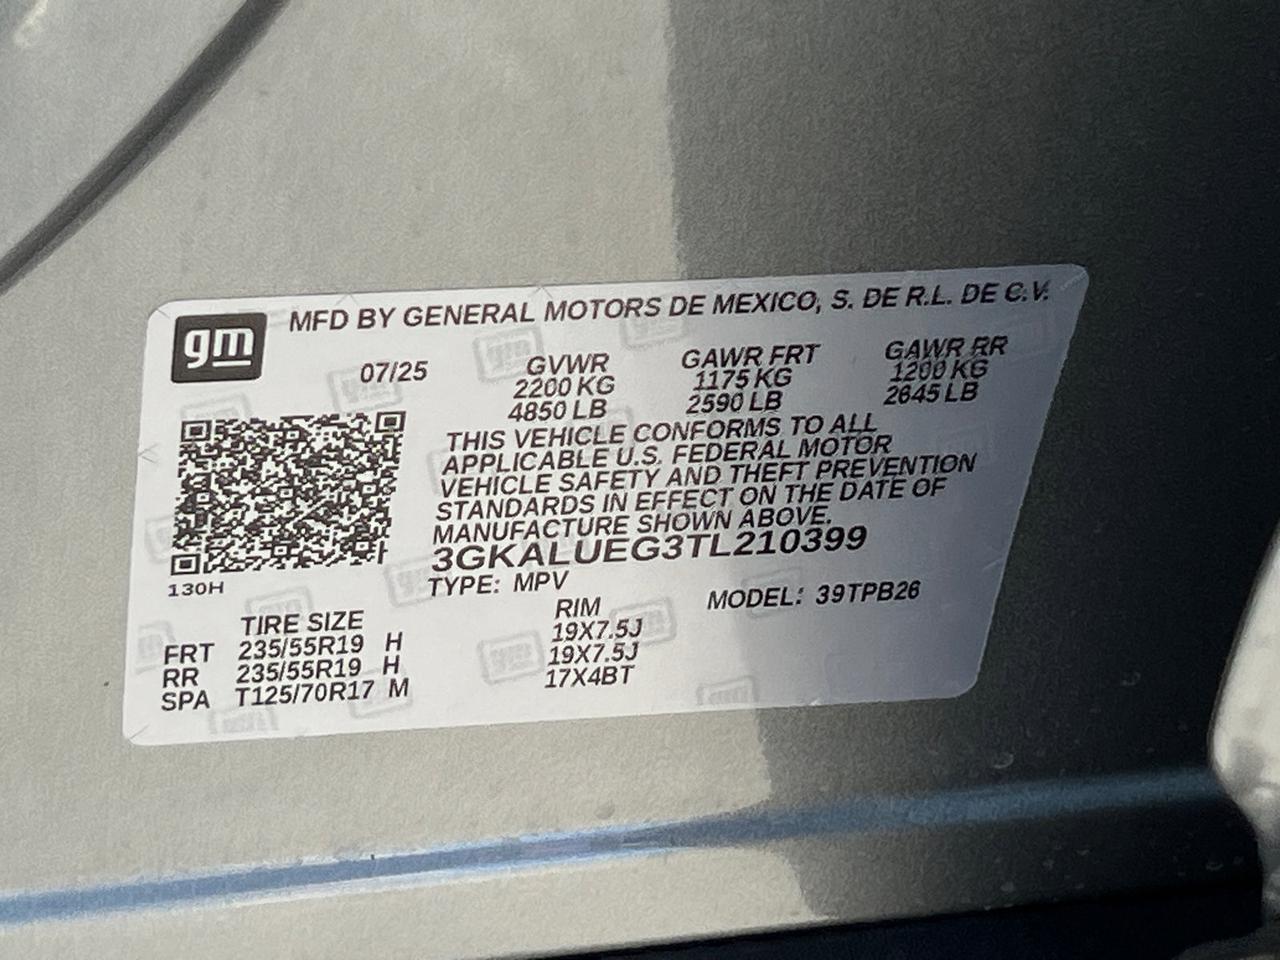 gm
MFD BY GENERAL MOTORS DE MEXICO, S. DE R.L. DE C.V.
07/25 GVWR GAWR FRT GAWR RR
2200 KG 1175 KG 1200 KG
4850 LB 2590 LB 2645 LB
THIS VEHICLE CONFORMS TO ALL
APPLICABLE U.S. FEDERAL MOTOR
VEHICLE SAFETY AND THEFT PREVENTION
STANDARDS IN EFFECT ON THE DATE OF
MANUFACTURE SHOWN ABOVE.
3GKALUEG3TL210399
130H
TYPE: MPV MODEL: 39TPB26
TIRE SIZE RIM
FRT 235/55R19 H 19X7.5J
RR 235/55R19 H 19X7.5J
SPA T125/70R17 M 17X4BT